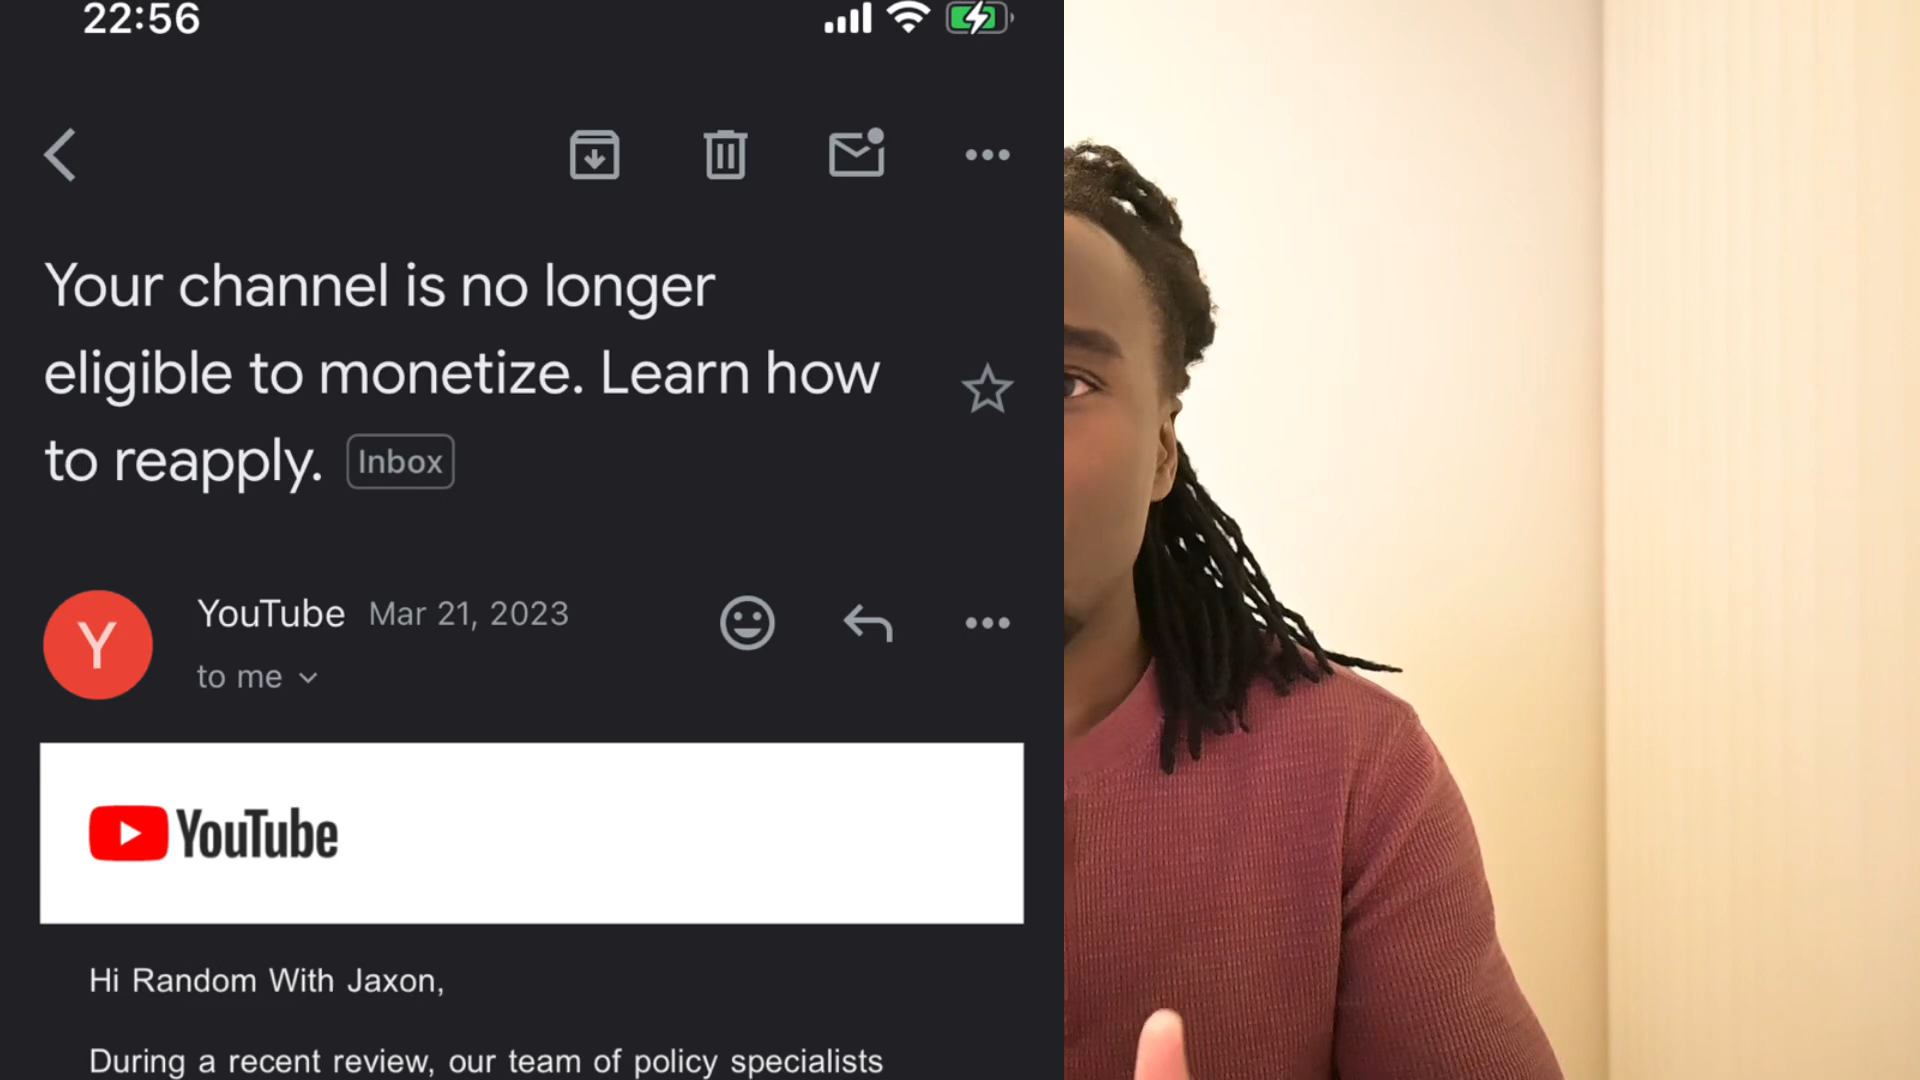 22:56
Your channel is no longer
eligible to monetize. Learn how
to reapply. Inbox
Y
YouTube Mar 21, 2023
to me
YouTube
Hi Random With Jaxon,
During a recent review, our team of policy specialists